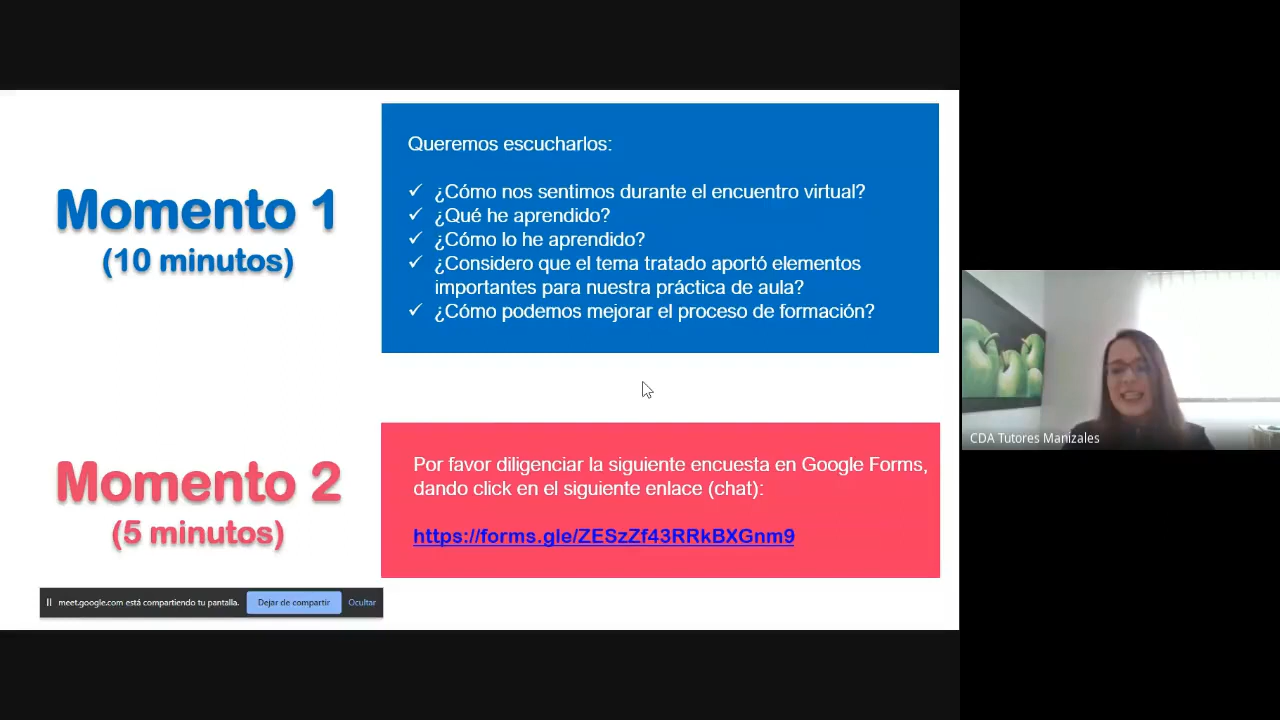 Momento 1
(10 minutos)
Queremos escucharlos:
✓ ¿Cómo nos sentimos durante el encuentro virtual?
✓ ¿Qué he aprendido?
✓ ¿Cómo lo he aprendido?
✓ ¿Considero que el tema tratado aportó elementos
importantes para nuestra práctica de aula?
✓ ¿Cómo podemos mejorar el proceso de formación?
Momento 2
(5 minutos)
Por favor diligenciar la siguiente encuesta en Google Forms,
dando click en el siguiente enlace (chat):
https://forms.gle/ZESzZf43RRkBXGnm9
meet.google.com está compartiendo tu pantalla. Dejar de compartir Ocultar
CDA Tutores Manizales